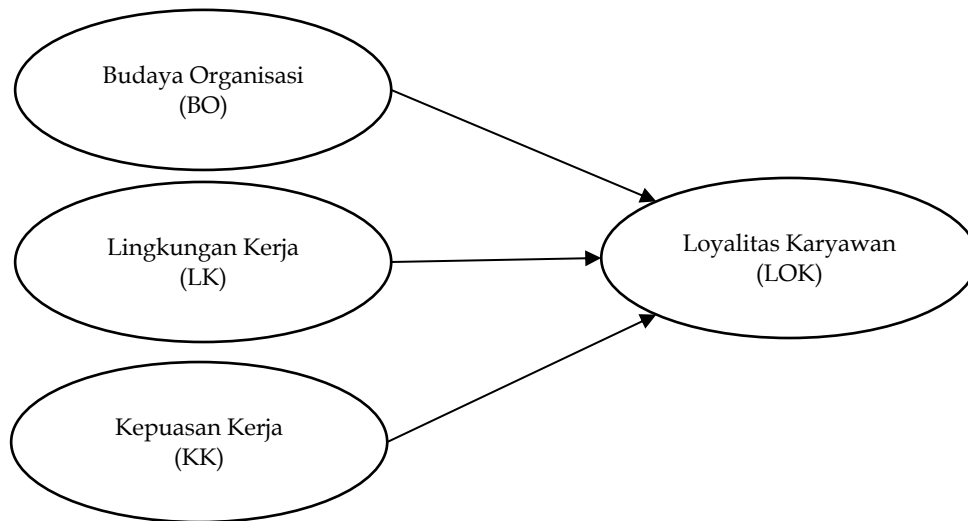 Budaya Organisasi
(BO)
Lingkungan Kerja
(LK)
Loyalitas Karyawan
(LOK)
Kepuasan Kerja
(KK)